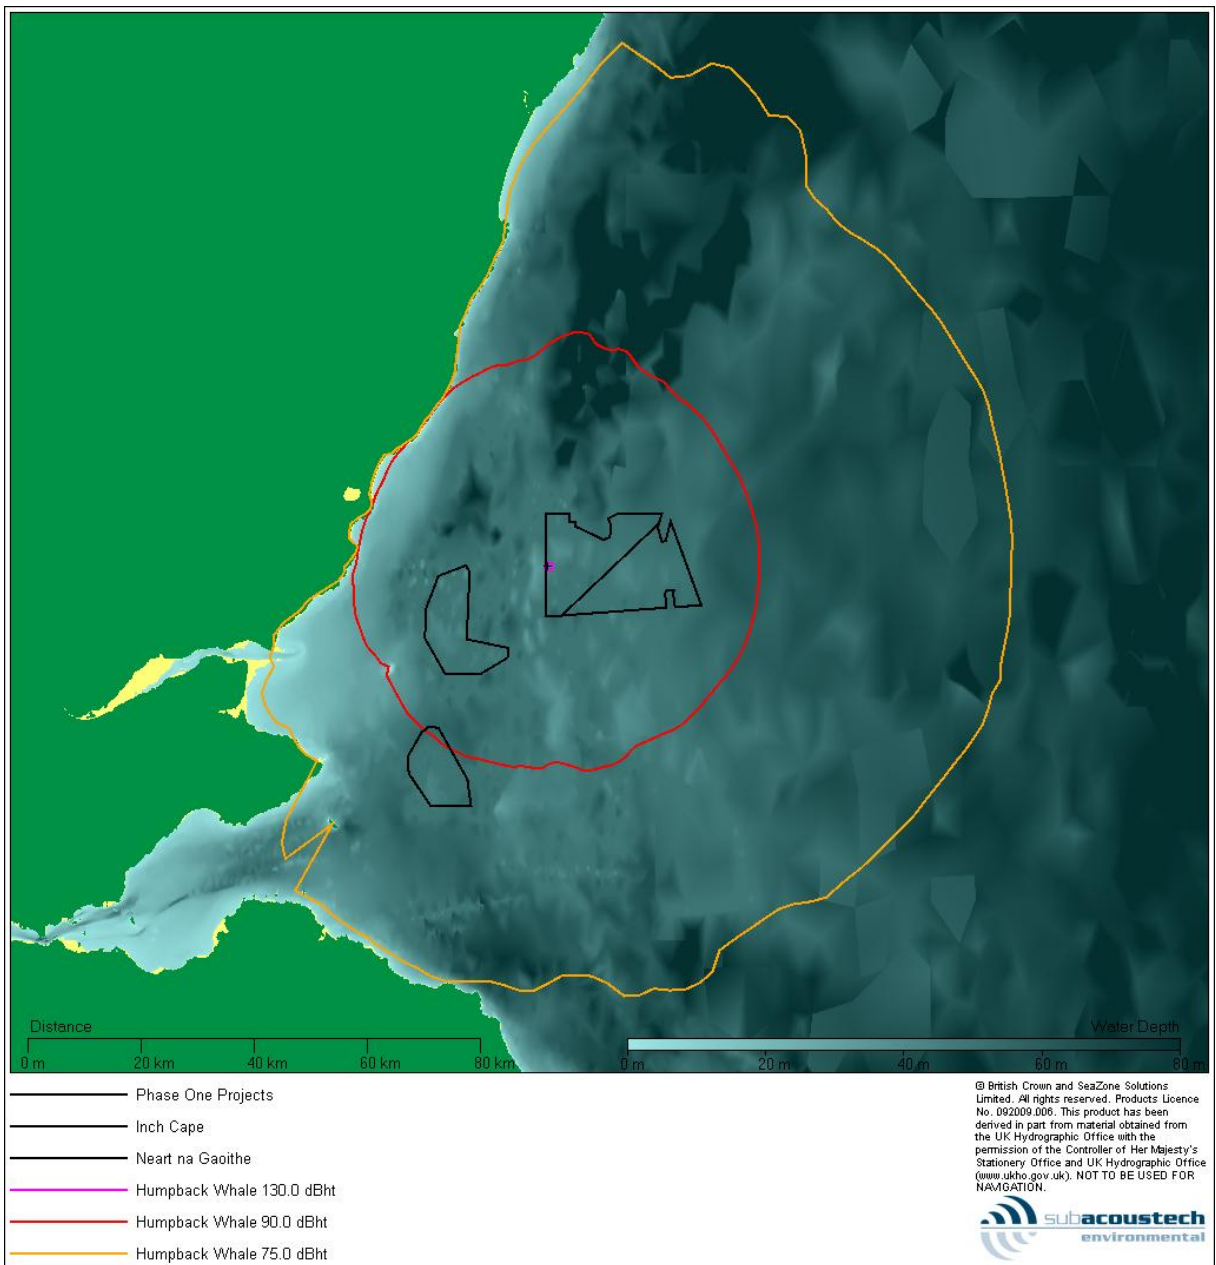 Distance
0 m 20 km 40 km 60 km 80 km
Water Depth
0 m 20 m 40 m 60 m 80 m
Phase One Projects
Inch Cape
Neart na Gaoithe
Humpback Whale 130.0 dBht
Humpback Whale 90.0 dBht
Humpback Whale 75.0 dBht
© British Crown and SeaZone Solutions
Limited. All rights reserved. Products Licence
No. 092009.006. This product has been
derived in part from material obtained from
the UK Hydrographic Office with the
permission of the Controller of Her Majesty's
Stationery Office and UK Hydrographic Office
(www.ukho.gov.uk). NOT TO BE USED FOR
NAVIGATION.
subacoustech
environmental